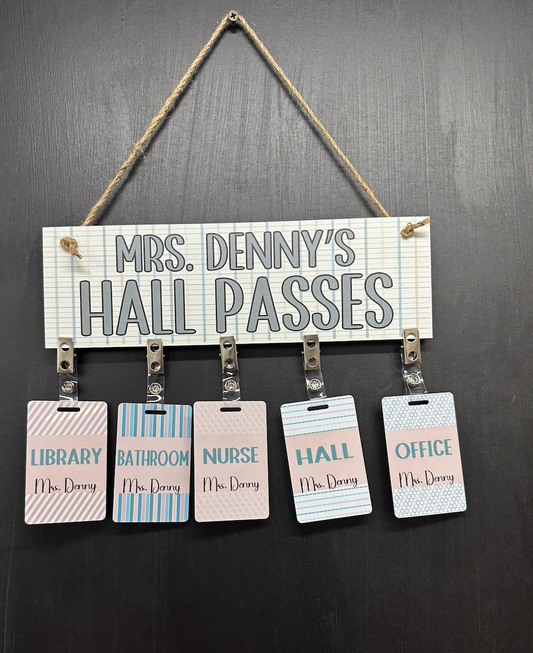 MRS. DENNY'S
HALL PASSES
LIBRARY
Mrs. Denny
BATHROOM
Mrs. Denny
NURSE
Mrs. Denny
HALL
Mrs. Denny
OFFICE
Mrs. Denny